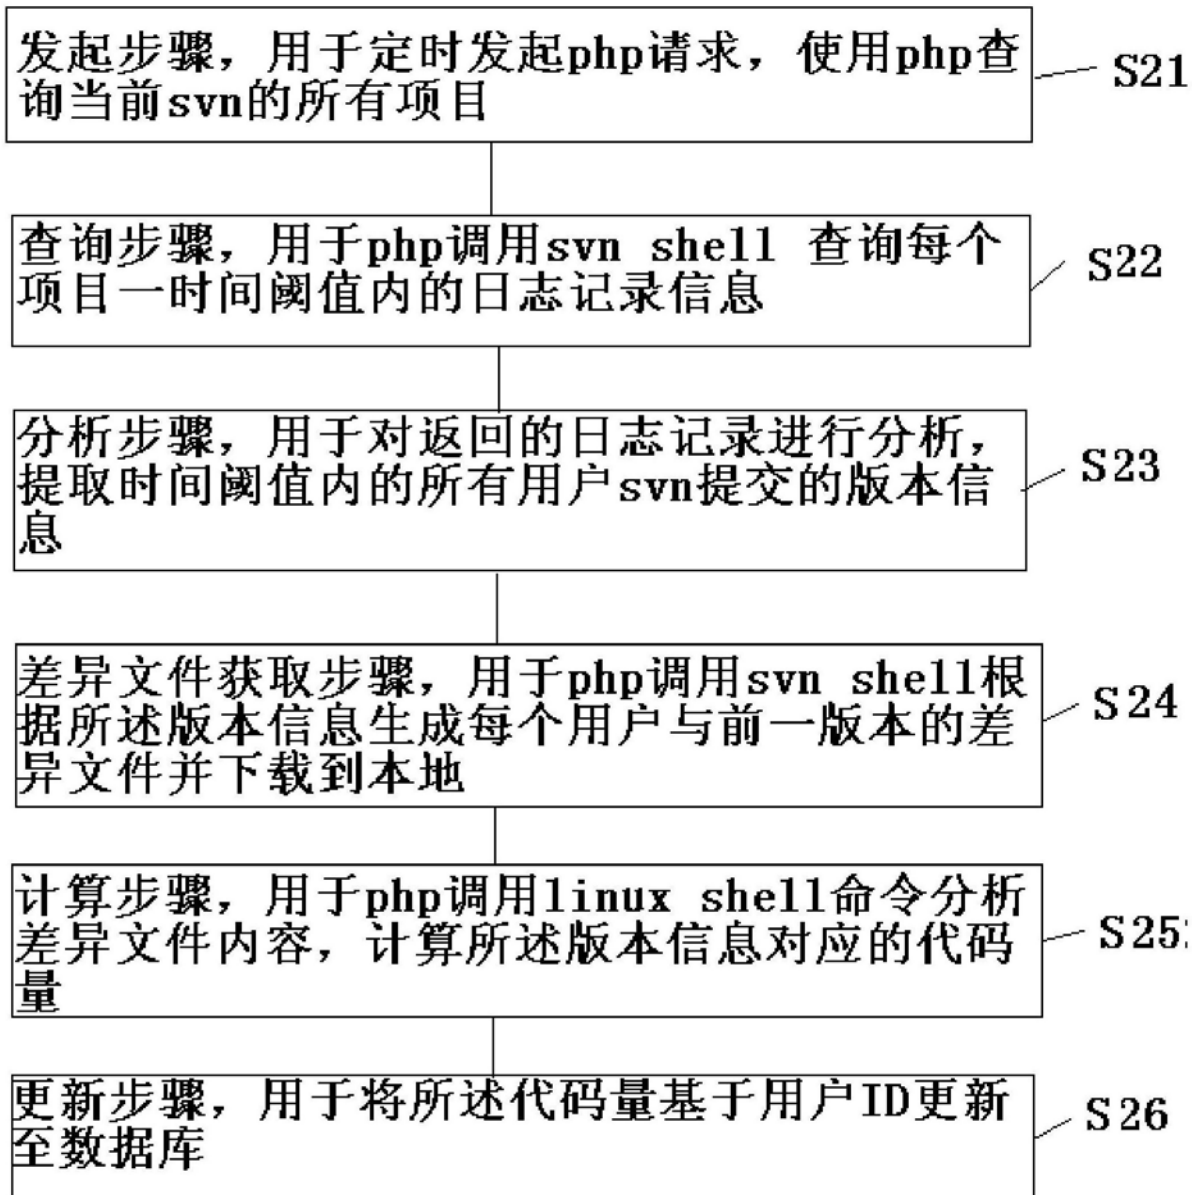 发起步骤，用于定时发起php请求，使用php查
询当前svn的所有项目
S21
查询步骤，用于php调用svn shell 查询每个
项目一时间阈值内的日志记录信息
S22
分析步骤，用于对返回的日志记录进行分析，
提取时间阈值内的所有用户svn提交的版本信
息
S23
差异文件获取步骤，用于php调用svn shell根
据所述版本信息生成每个用户与前一版本的差
异文件并下载到本地
S24
计算步骤，用于php调用linux shell命令分析
差异文件内容，计算所述版本信息对应的代码
量
S25
更新步骤，用于将所述代码量基于用户ID更新
至数据库
S26